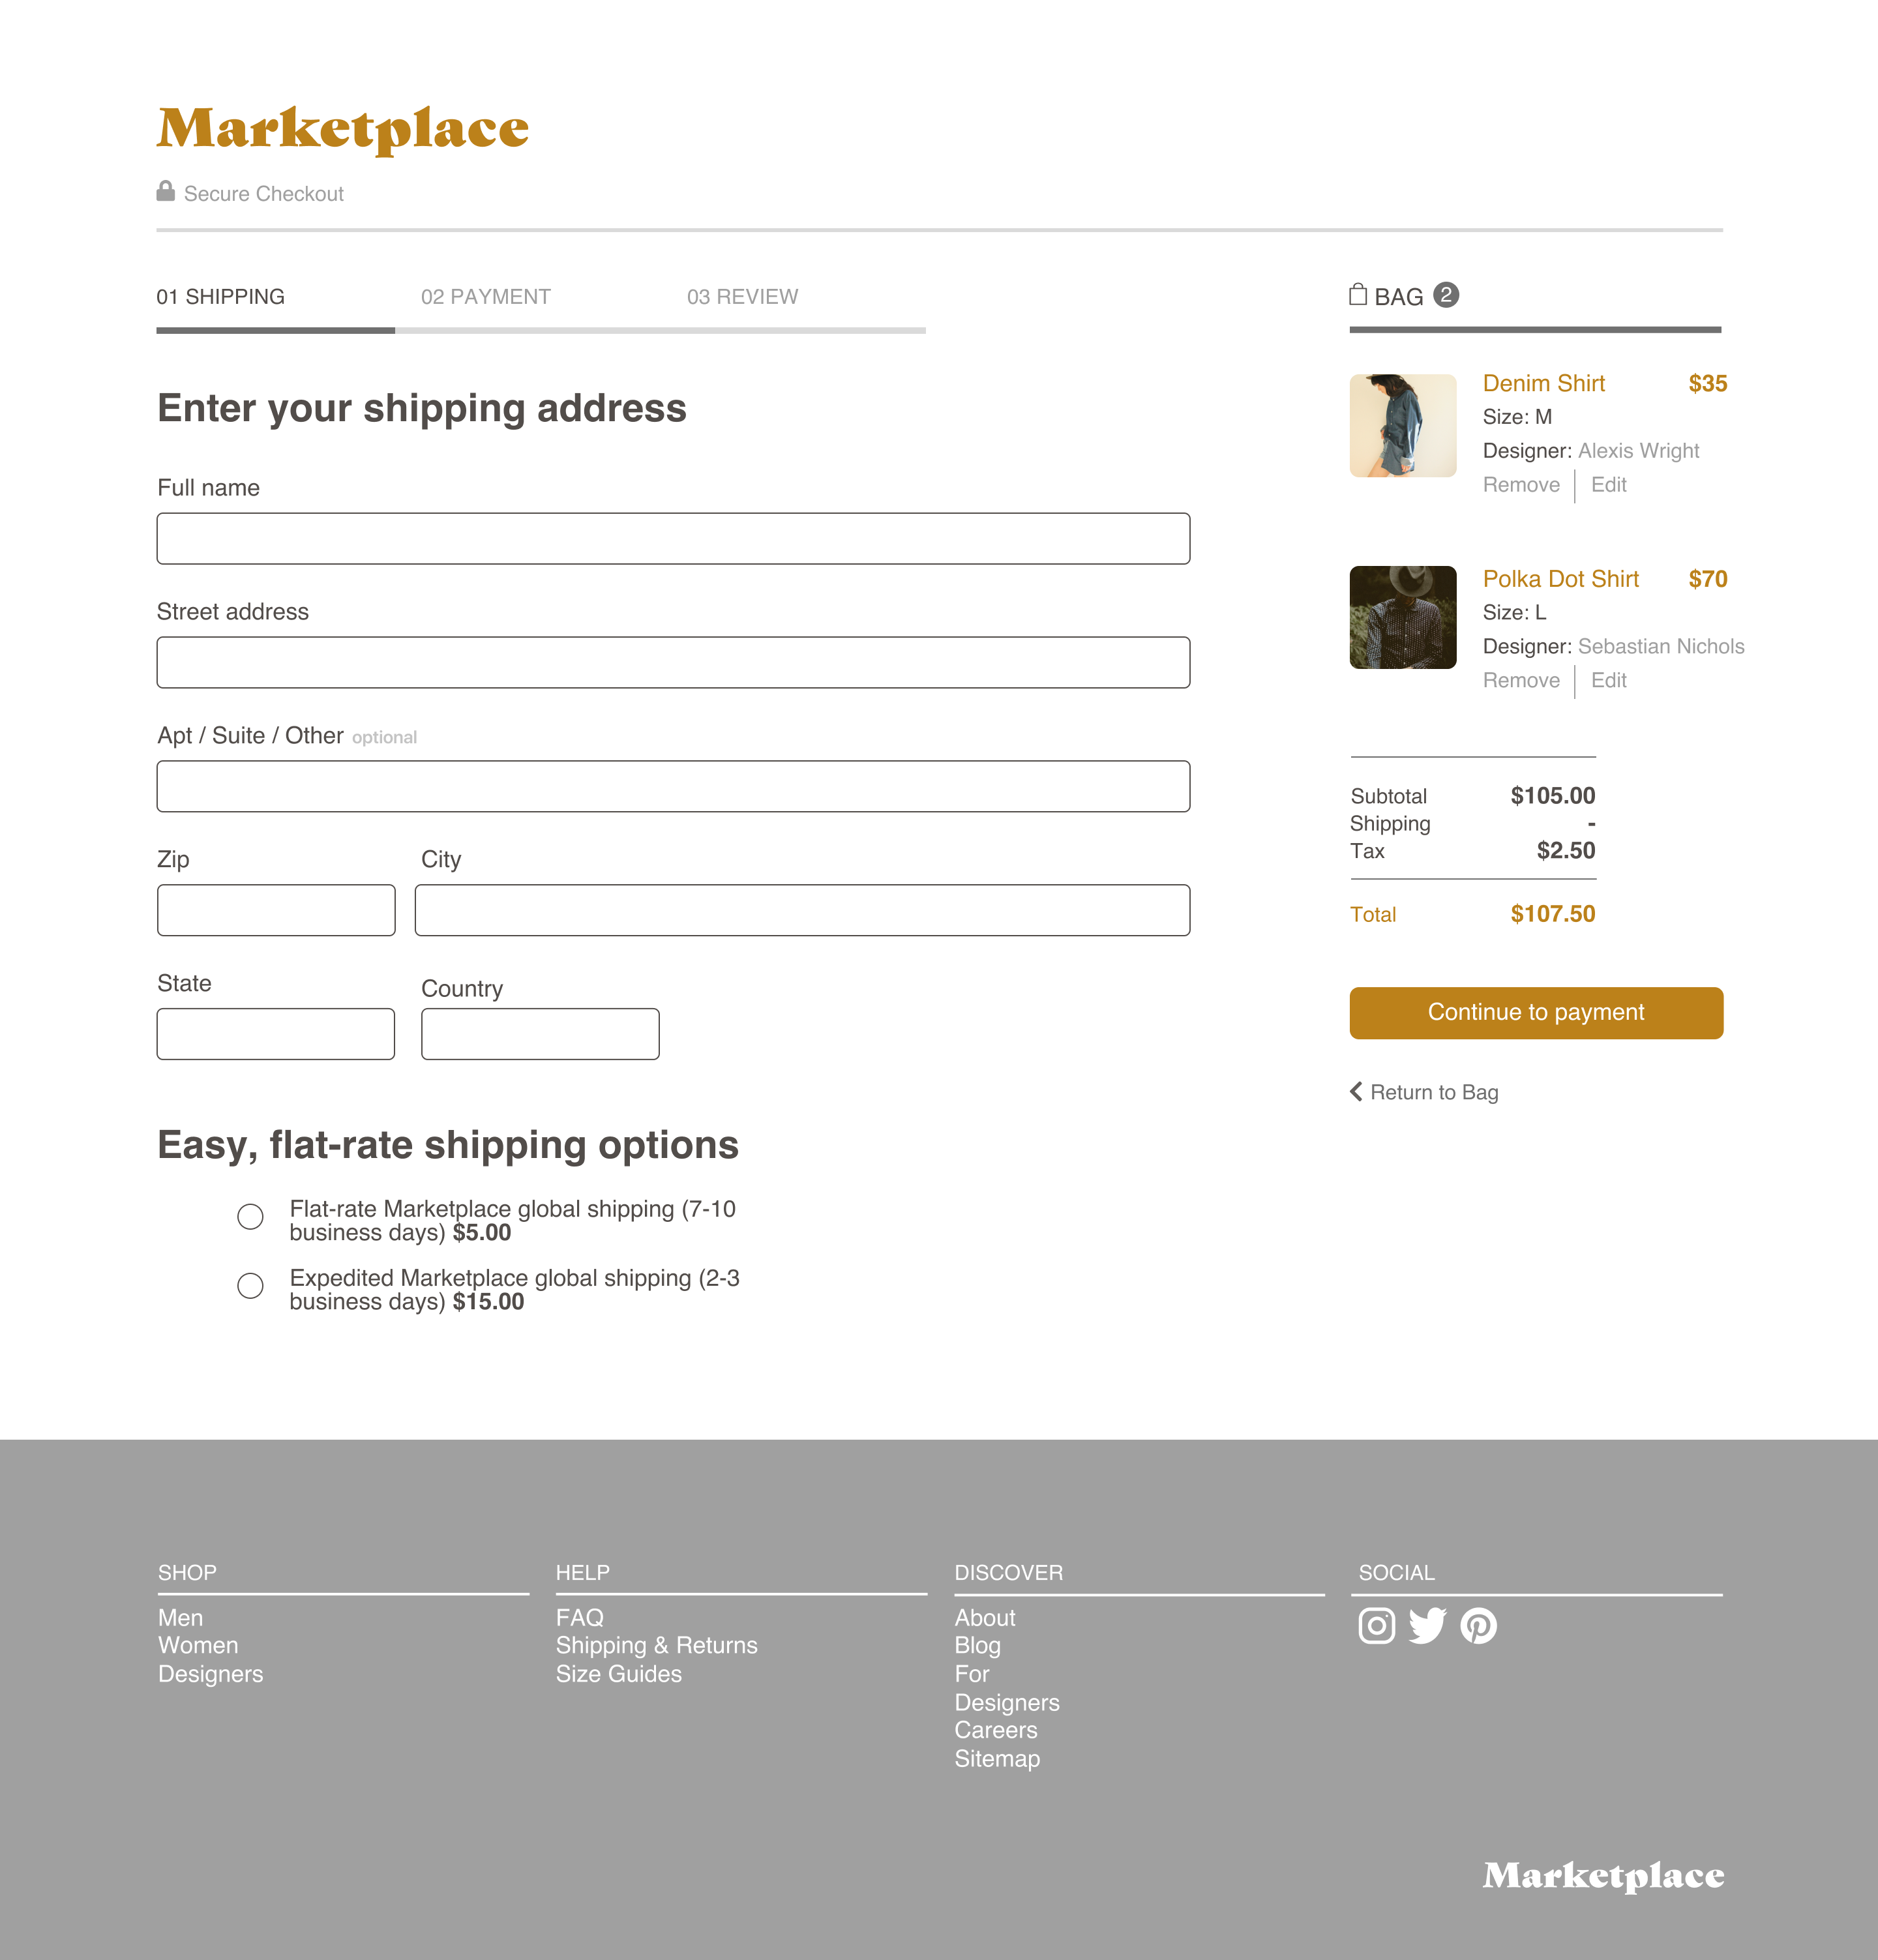 Marketplace
Secure Checkout
01 SHIPPING
02 PAYMENT
03 REVIEW
Enter your shipping address
Full name
Street address
Apt / Suite / Other optional
Zip
City
State
Country
Easy, flat-rate shipping options
Flat-rate Marketplace global shipping (7-10
business days) $5.00
Expedited Marketplace global shipping (2-3
business days) $15.00
BAG 2
Denim Shirt $35
Size: M
Designer: Alexis Wright
Remove | Edit
Polka Dot Shirt $70
Size: L
Designer: Sebastian Nichols
Remove | Edit
Subtotal $105.00
Shipping -
Tax $2.50
Total $107.50
Continue to payment
Return to Bag
SHOP
Men
Women
Designers
HELP
FAQ
Shipping & Returns
Size Guides
DISCOVER
About
Blog
For
Designers
Careers
Sitemap
SOCIAL
Marketplace